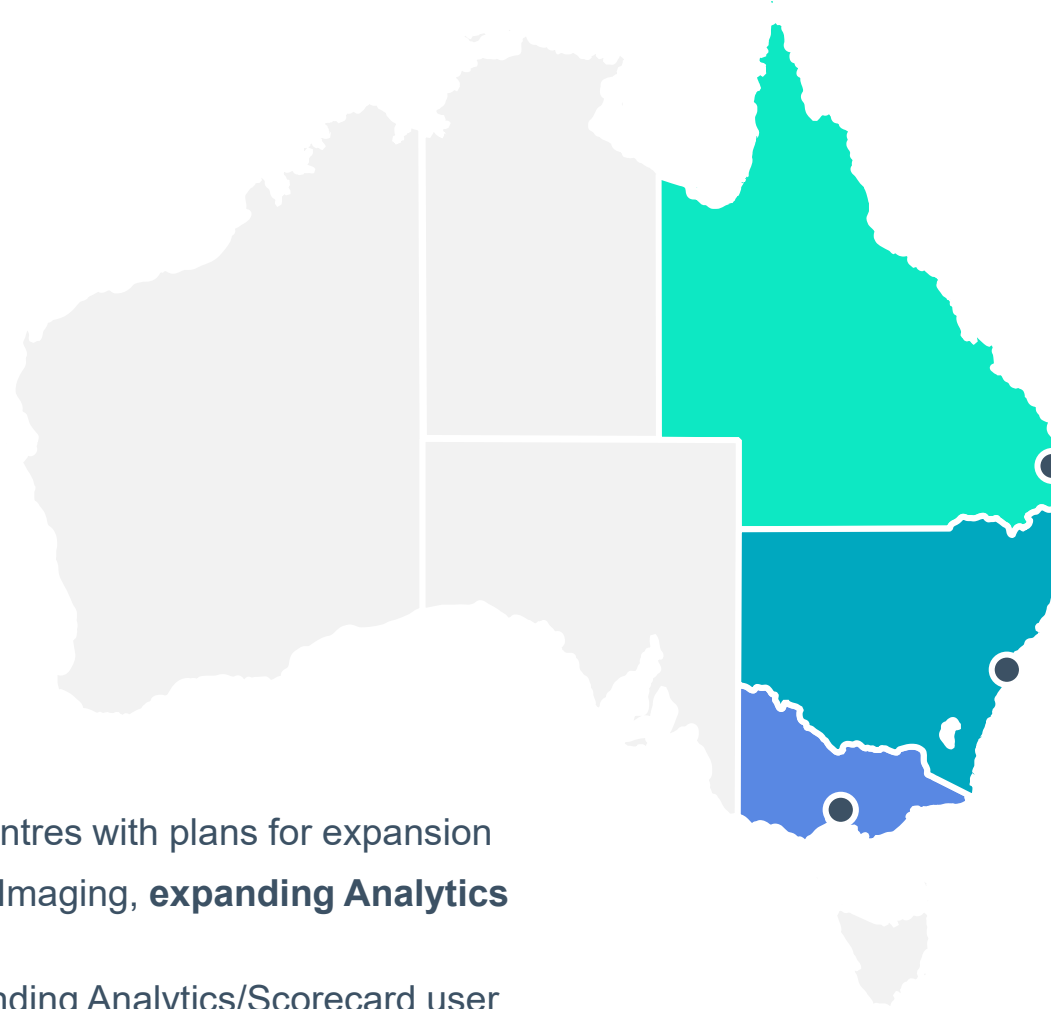 ntres with plans for expansion
Imaging, expanding Analytics
nding Analytics/Scorecard user